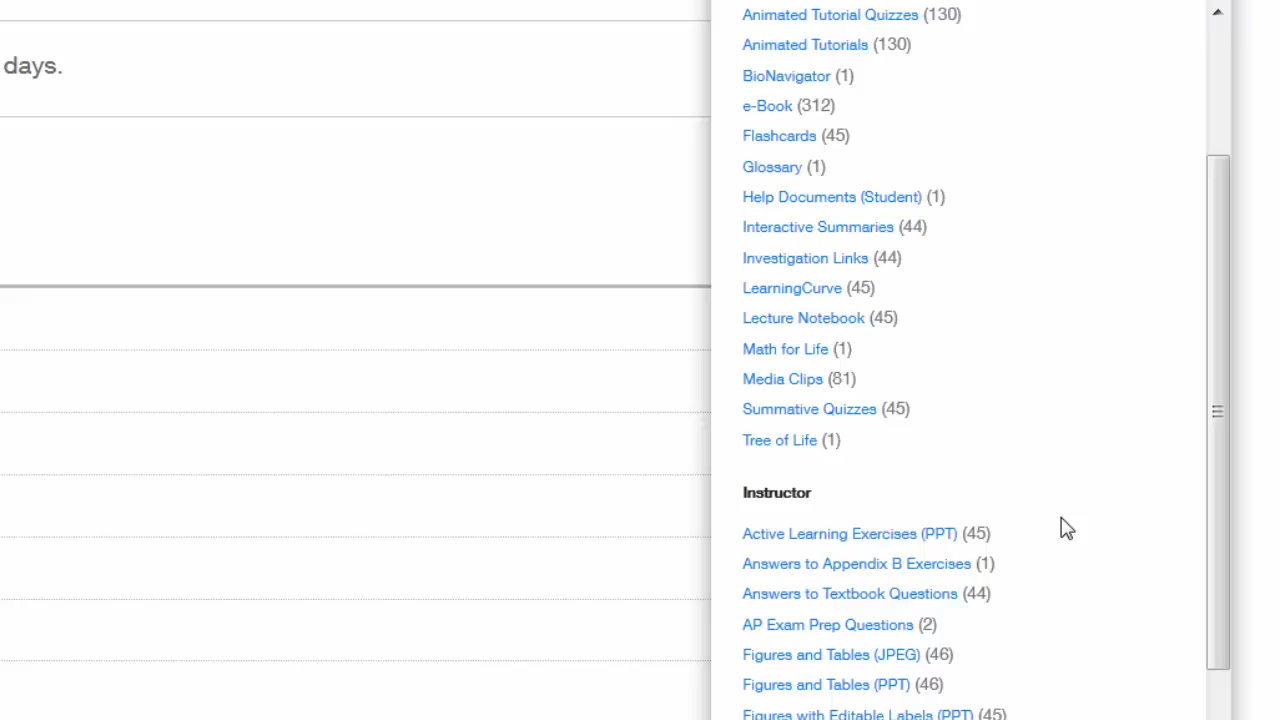 Animated Tutorial Quizzes (130)
Animated Tutorials (130)
days.
BioNavigator (1)
e-Book (312)
Flashcards (45)
Glossary (1)
Help Documents (Student) (1)
Interactive Summaries (44)
Investigation Links (44)
LearningCurve (45)
Lecture Notebook (45)
Math for Life (1)
Media Clips (81)
Summative Quizzes (45)
Tree of Life (1)
Instructor
Active Learning Exercises (PPT) (45)
Answers to Appendix B Exercises (1)
Answers to Textbook Questions (44)
AP Exam Prep Questions (2)
Figures and Tables (JPEG) (46)
Figures and Tables (PPT) (46)
Figures with Editable Labels (PPT) (45)